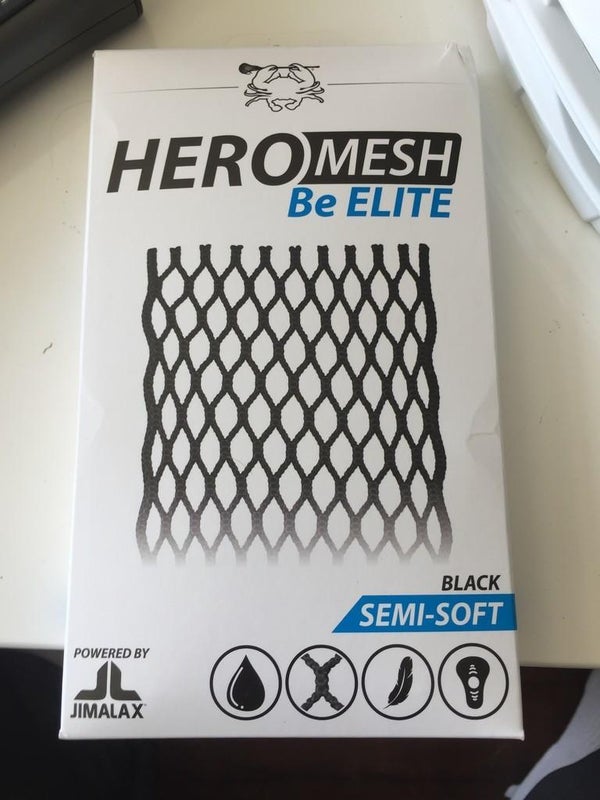 HEROMESH
Be ELITE
BLACK
SEMI-SOFT
POWERED BY
JIMALAX